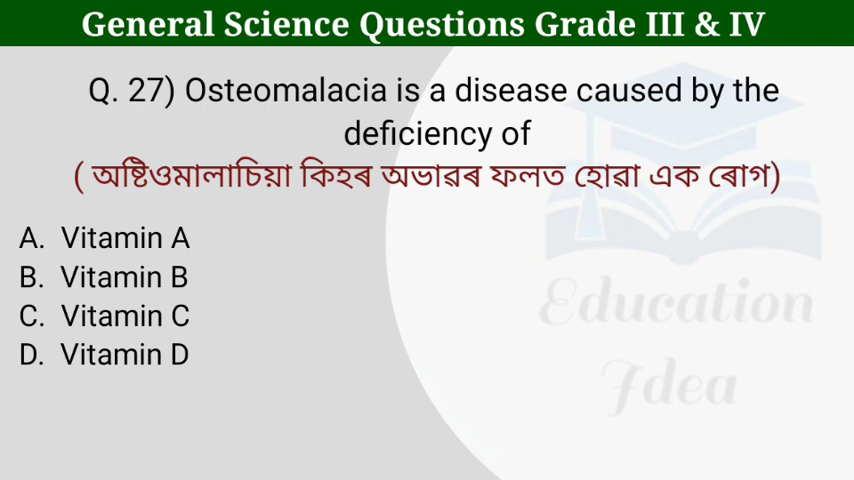 General Science Questions Grade III & IV
Q. 27) Osteomalacia is a disease caused by the
deficiency of
( অষ্টিওমালাচিয়া কিহৰ অভাৱৰ ফলত হোৱা এক ৰোগ)
A. Vitamin A
B. Vitamin B
C. Vitamin C
D. Vitamin D
Education
Idea